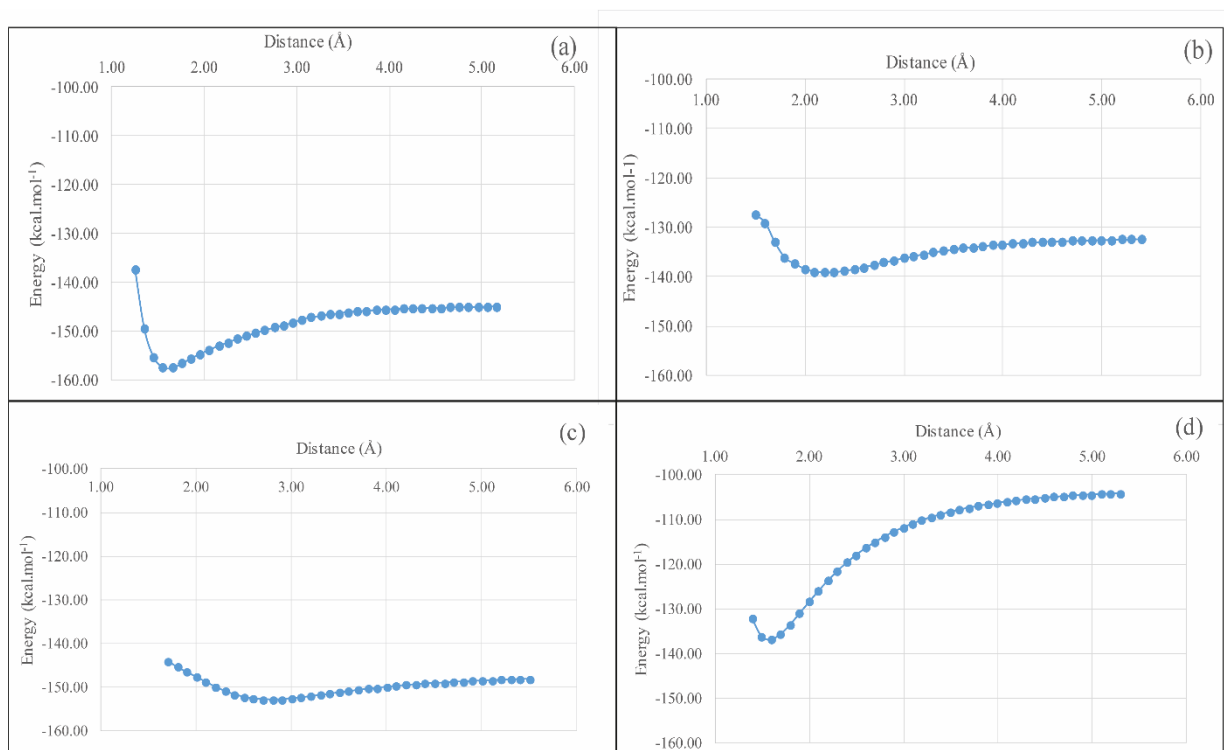 Distance (Å)
(a)
1.00 2.00 3.00 4.00 5.00 6.00
-100.00
-110.00
-120.00
-130.00
-140.00
-150.00
-160.00
Energy (kcal.mol⁻¹)
(b)
Distance (Å)
-100.00
1.00 2.00 3.00 4.00 5.00 6.00
-110.00
-120.00
-130.00
-140.00
-150.00
-160.00
Energy (kcal.mol-1)
(c)
Distance (Å)
1.00 2.00 3.00 4.00 5.00 6.00
-100.00
-110.00
-120.00
-130.00
-140.00
-150.00
-160.00
Energy (kcal.mol⁻¹)
(d)
Distance (Å)
1.00 2.00 3.00 4.00 5.00 6.00
-100.00
-110.00
-120.00
-130.00
-140.00
-150.00
-160.00
Energy (kcal.mol⁻¹)